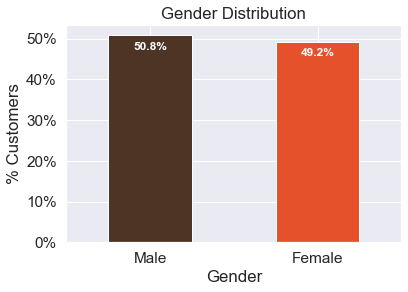 Gender Distribution
50%
40%
30%
20%
10%
0%
% Customers
50.8%
49.2%
Male
Female
Gender